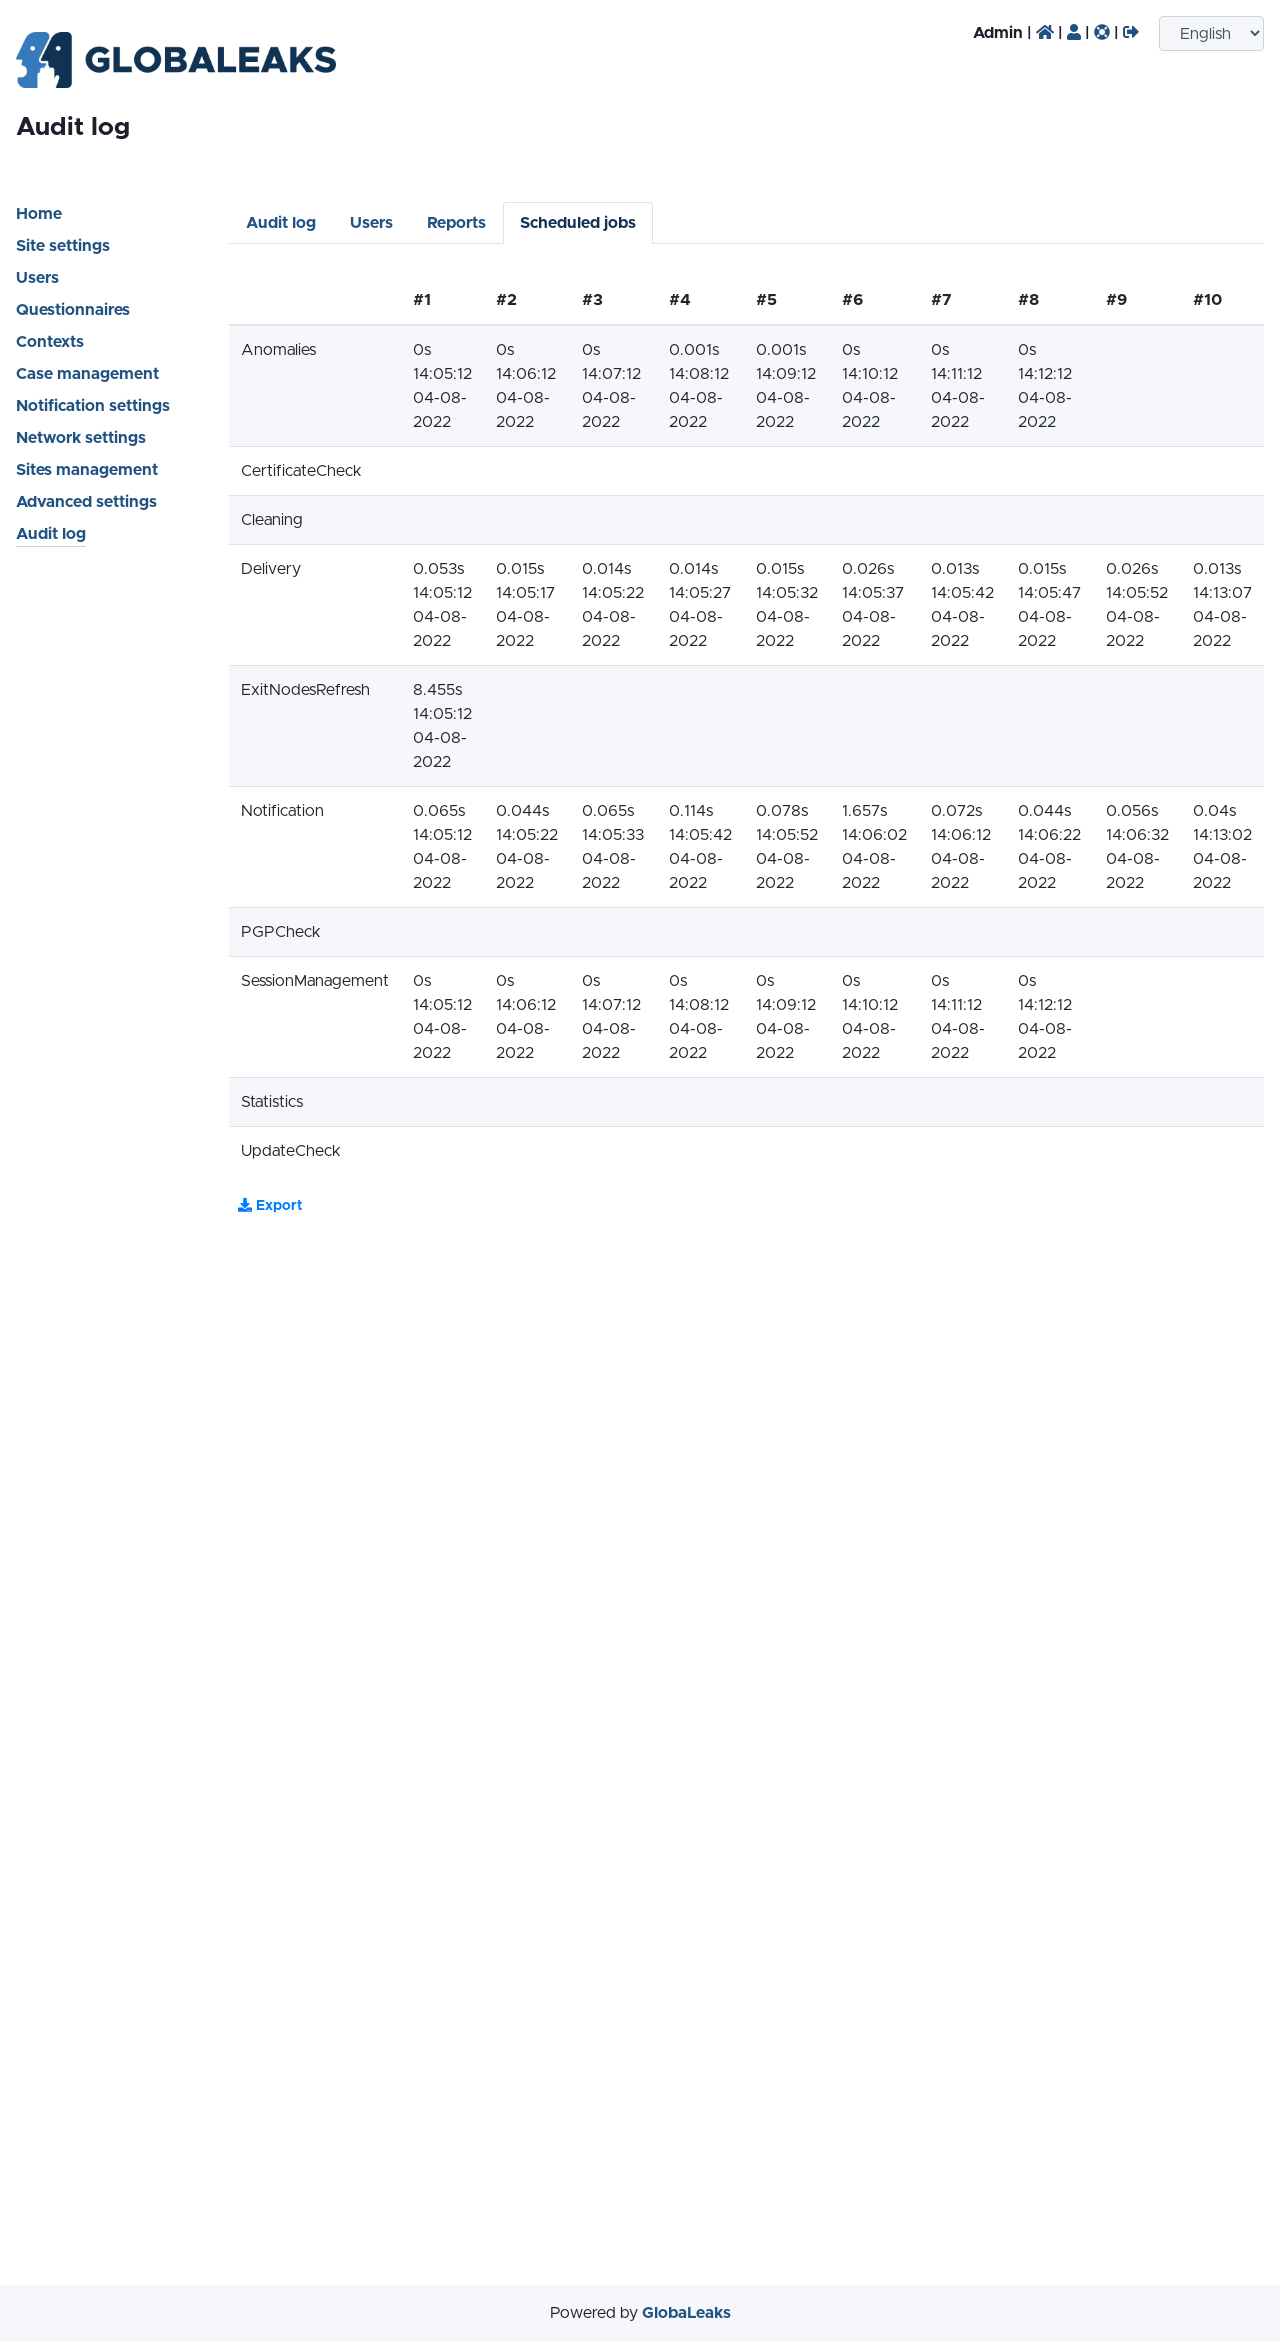 GLOBALEAKS
Admin | | | | English
Audit log
Home
Site settings
Users
Questionnaires
Contexts
Case management
Notification settings
Network settings
Sites management
Advanced settings
Audit log
Audit log Users Reports Scheduled jobs
#1 #2 #3 #4 #5 #6 #7 #8 #9 #10
Anomalies 0s 0s 0s 0.001s 0.001s 0s 0s 0s
14:05:12 14:06:12 14:07:12 14:08:12 14:09:12 14:10:12 14:11:12 14:12:12
04-08- 04-08- 04-08- 04-08- 04-08- 04-08- 04-08- 04-08-
2022 2022 2022 2022 2022 2022 2022 2022
CertificateCheck
Cleaning
Delivery 0.053s 0.015s 0.014s 0.014s 0.015s 0.026s 0.013s 0.015s 0.026s 0.013s
14:05:12 14:05:17 14:05:22 14:05:27 14:05:32 14:05:37 14:05:42 14:05:47 14:05:52 14:13:07
04-08- 04-08- 04-08- 04-08- 04-08- 04-08- 04-08- 04-08- 04-08- 04-08-
2022 2022 2022 2022 2022 2022 2022 2022 2022 2022
ExitNodesRefresh 8.455s
14:05:12
04-08-
2022
Notification 0.065s 0.044s 0.065s 0.114s 0.078s 1.657s 0.072s 0.044s 0.056s 0.04s
14:05:12 14:05:22 14:05:33 14:05:42 14:05:52 14:06:02 14:06:12 14:06:22 14:06:32 14:13:02
04-08- 04-08- 04-08- 04-08- 04-08- 04-08- 04-08- 04-08- 04-08- 04-08-
2022 2022 2022 2022 2022 2022 2022 2022 2022 2022
PGPCheck
SessionManagement 0s 0s 0s 0s 0s 0s 0s 0s
14:05:12 14:06:12 14:07:12 14:08:12 14:09:12 14:10:12 14:11:12 14:12:12
04-08- 04-08- 04-08- 04-08- 04-08- 04-08- 04-08- 04-08-
2022 2022 2022 2022 2022 2022 2022 2022
Statistics
UpdateCheck
Export
Powered by GlobaLeaks